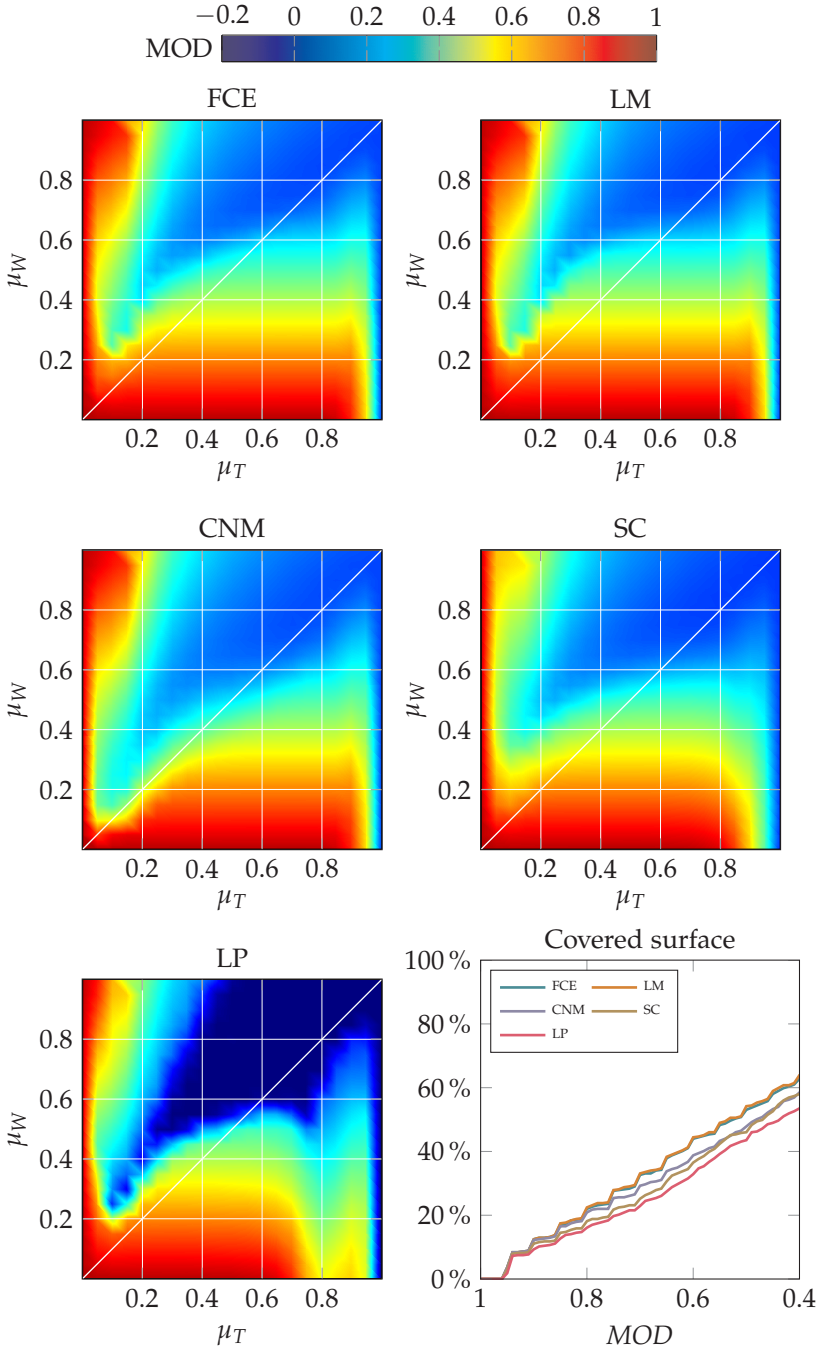 −0.2 0 0.2 0.4 0.6 0.8 1
MOD
FCE
LM
0.8
0.6
0.4
0.2
μW
0.2 0.4 0.6 0.8
μT
0.8
0.6
0.4
0.2
μW
0.2 0.4 0.6 0.8
μT
CNM
SC
0.8
0.6
0.4
0.2
μW
0.2 0.4 0.6 0.8
μT
0.8
0.6
0.4
0.2
μW
0.2 0.4 0.6 0.8
μT
LP
0.8
0.6
0.4
0.2
μW
0.2 0.4 0.6 0.8
μT
Covered surface
100 %
80 %
60 %
40 %
20 %
0 %
FCE LM
CNM SC
LP
1 0.8 0.6 0.4
MOD